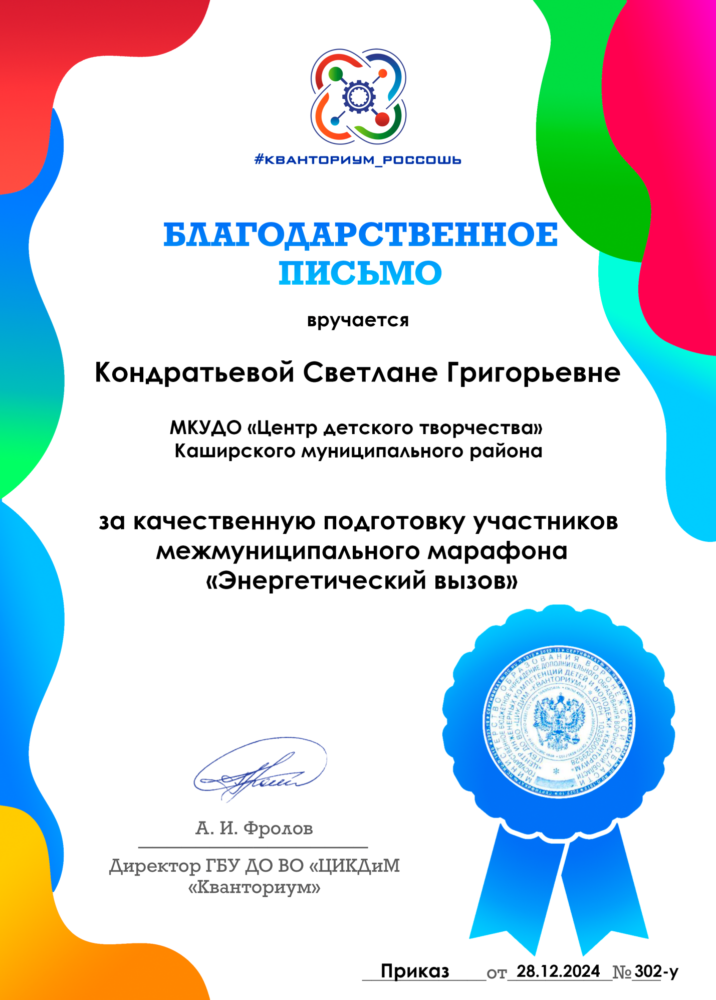 #КВАНТОРИУМ_РОССОШЬ
БЛАГОДАРСТВЕННОЕ
ПИСЬМО
вручается
Кондратьевой Светлане Григорьевне
МКУДО «Центр детского творчества»
Каширского муниципального района
за качественную подготовку участников
межмуниципального марафона
«Энергетический вызов»
МИНИСТЕРСТВО ОБРАЗОВАНИЯ ВОРОНЕЖСКОЙ ОБЛАСТИ
ГОСУДАРСТВЕННОЕ БЮДЖЕТНОЕ УЧРЕЖДЕНИЕ ДОПОЛНИТЕЛЬНОГО ОБРАЗОВАНИЯ ВОРОНЕЖСКОЙ ОБЛАСТИ
«ЦЕНТР ИНЖЕНЕРНЫХ КОМПЕТЕНЦИЙ ДЕТЕЙ И МОЛОДЕЖИ «КВАНТОРИУМ»
(ГБУ ДО ВО «ЦИКДИМ «КВАНТОРИУМ») * ОГРН 1033600029528
А. И. Фролов
Директор ГБУ ДО ВО «ЦИКДиМ
«Кванториум»
Приказ от 28.12.2024 № 302-у